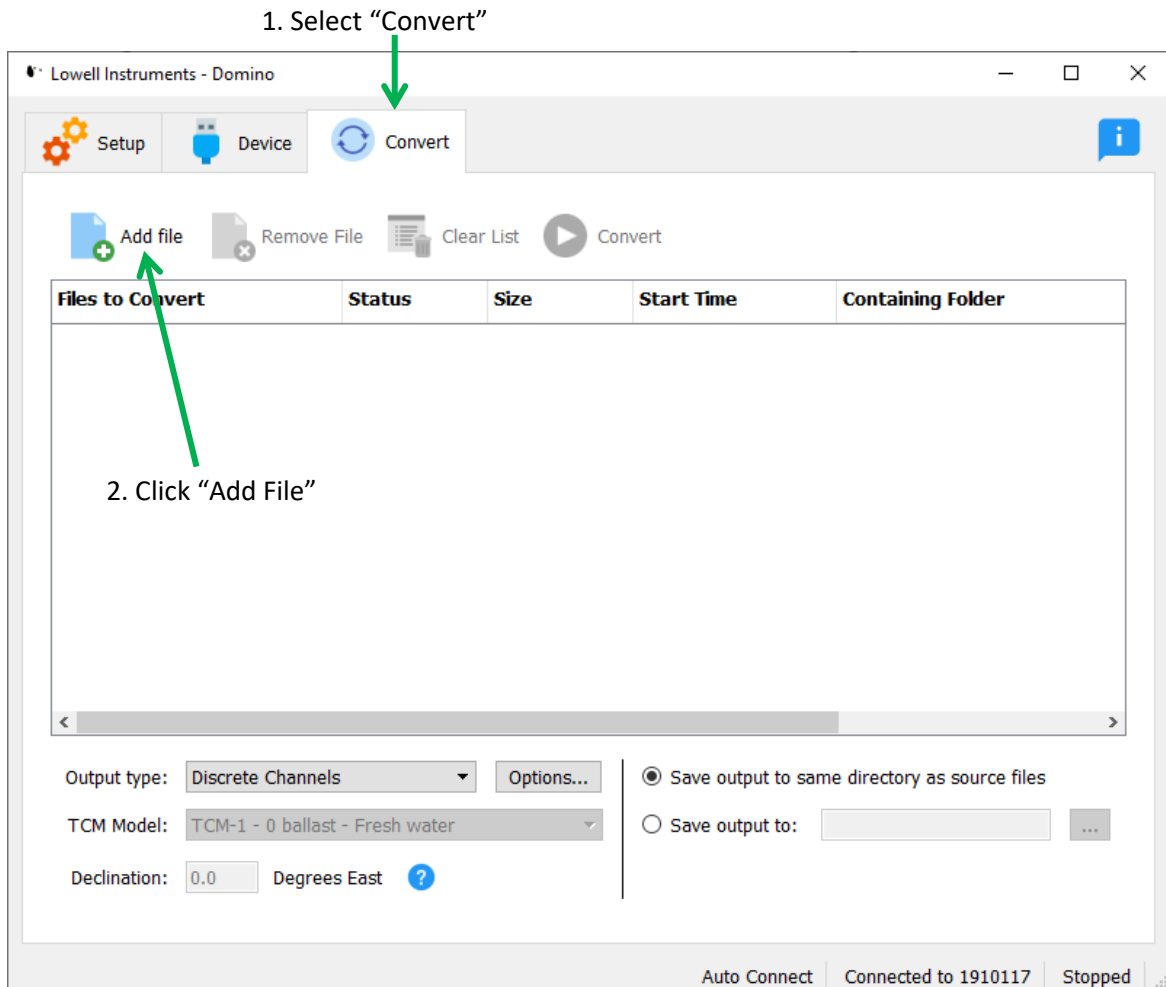 1. Select “Convert”
Lowell Instruments - Domino
Setup
Device
Convert
i
Add file
Remove File
Clear List
Convert
Files to Convert
Status
Size
Start Time
Containing Folder
2. Click “Add File”
Output type: Discrete Channels Options...
Save output to same directory as source files
TCM Model: TCM-1 - 0 ballast - Fresh water
Save output to: ...
Declination: 0.0 Degrees East ?
Auto Connect Connected to 1910117 Stopped